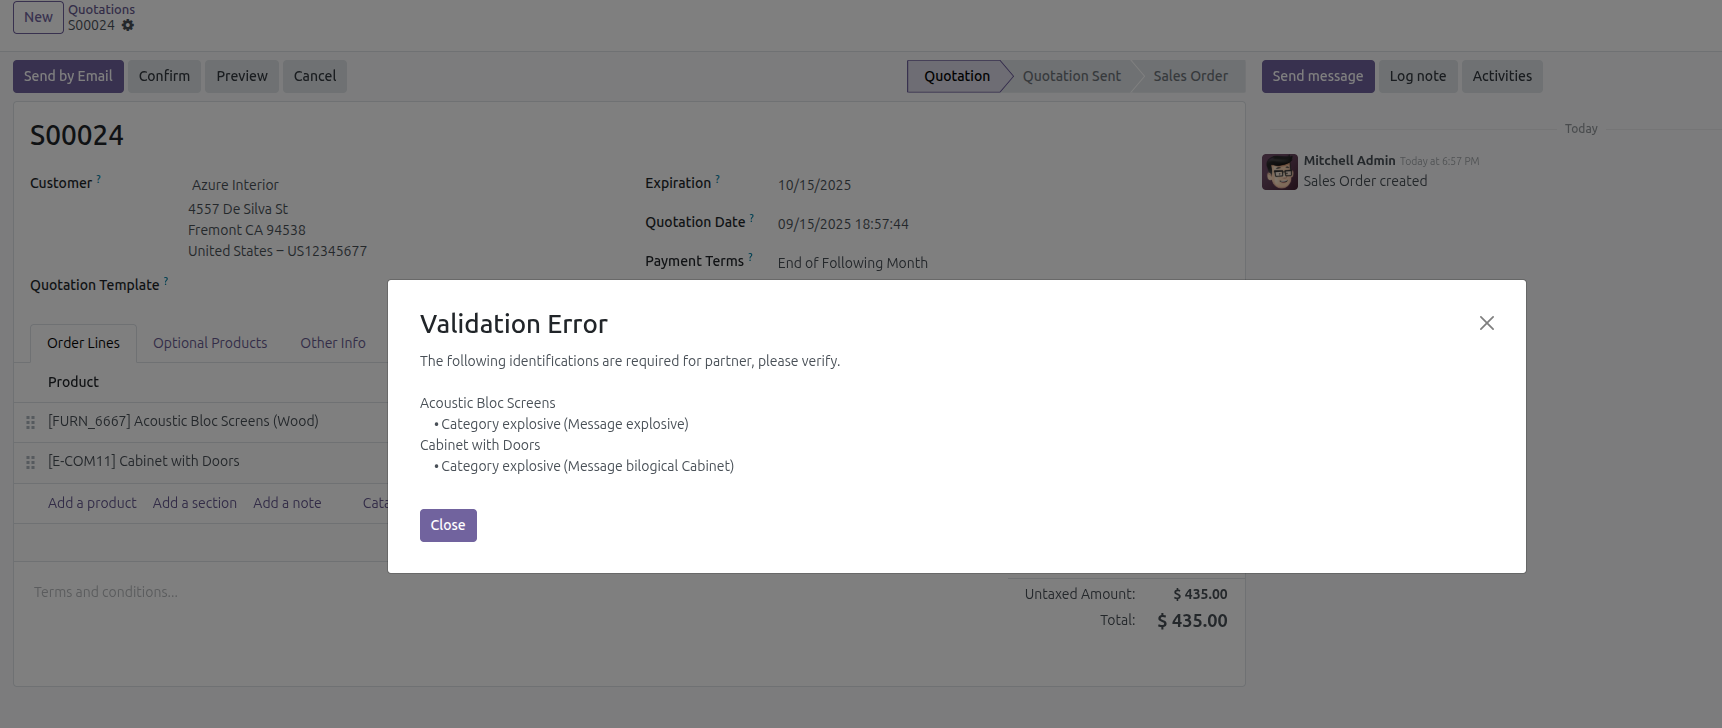 New
Quotations
S00024
Send by Email Confirm Preview Cancel
Quotation Quotation Sent Sales Order
Send message Log note Activities
S00024
Today
Mitchell Admin Today at 6:57 PM
Sales Order created
Customer ?
Azure Interior
4557 De Silva St
Fremont CA 94538
United States – US12345677
Quotation Template ?
Expiration ? 10/15/2025
Quotation Date ? 09/15/2025 18:57:44
Payment Terms ? End of Following Month
Order Lines Optional Products Other Info
Product
[FURN_6667] Acoustic Bloc Screens (Wood)
[E-COM11] Cabinet with Doors
Add a product Add a section Add a note Cata
Validation Error
The following identifications are required for partner, please verify.
Acoustic Bloc Screens
• Category explosive (Message explosive)
Cabinet with Doors
• Category explosive (Message bilogical Cabinet)
Close
Terms and conditions...
Untaxed Amount: $ 435.00
Total: $ 435.00